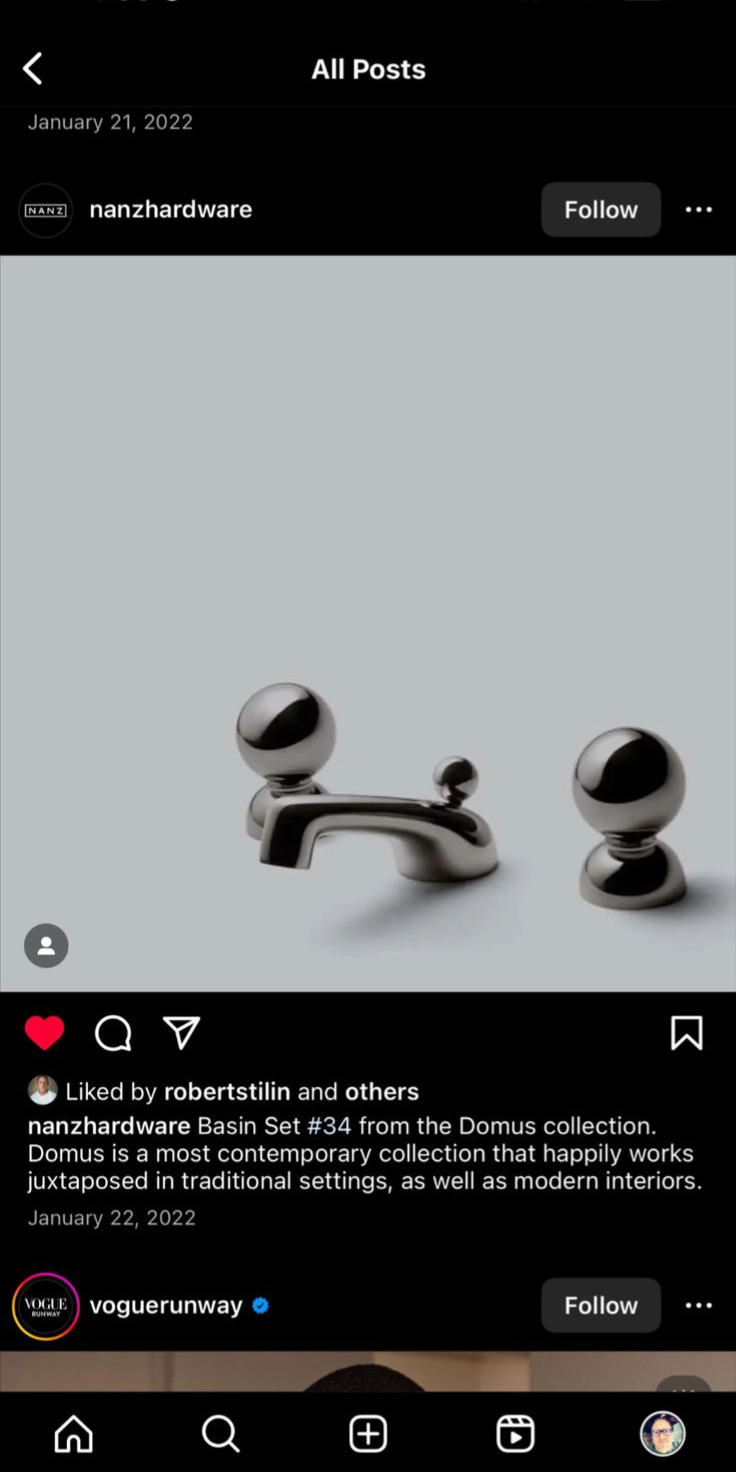 All Posts
January 21, 2022
NANZ
nanzhardware
Follow
Liked by robertstilin and others
nanzhardware Basin Set #34 from the Domus collection.
Domus is a most contemporary collection that happily works
juxtaposed in traditional settings, as well as modern interiors.
January 22, 2022
VOGUE
RUNWAY
voguerunway
Follow